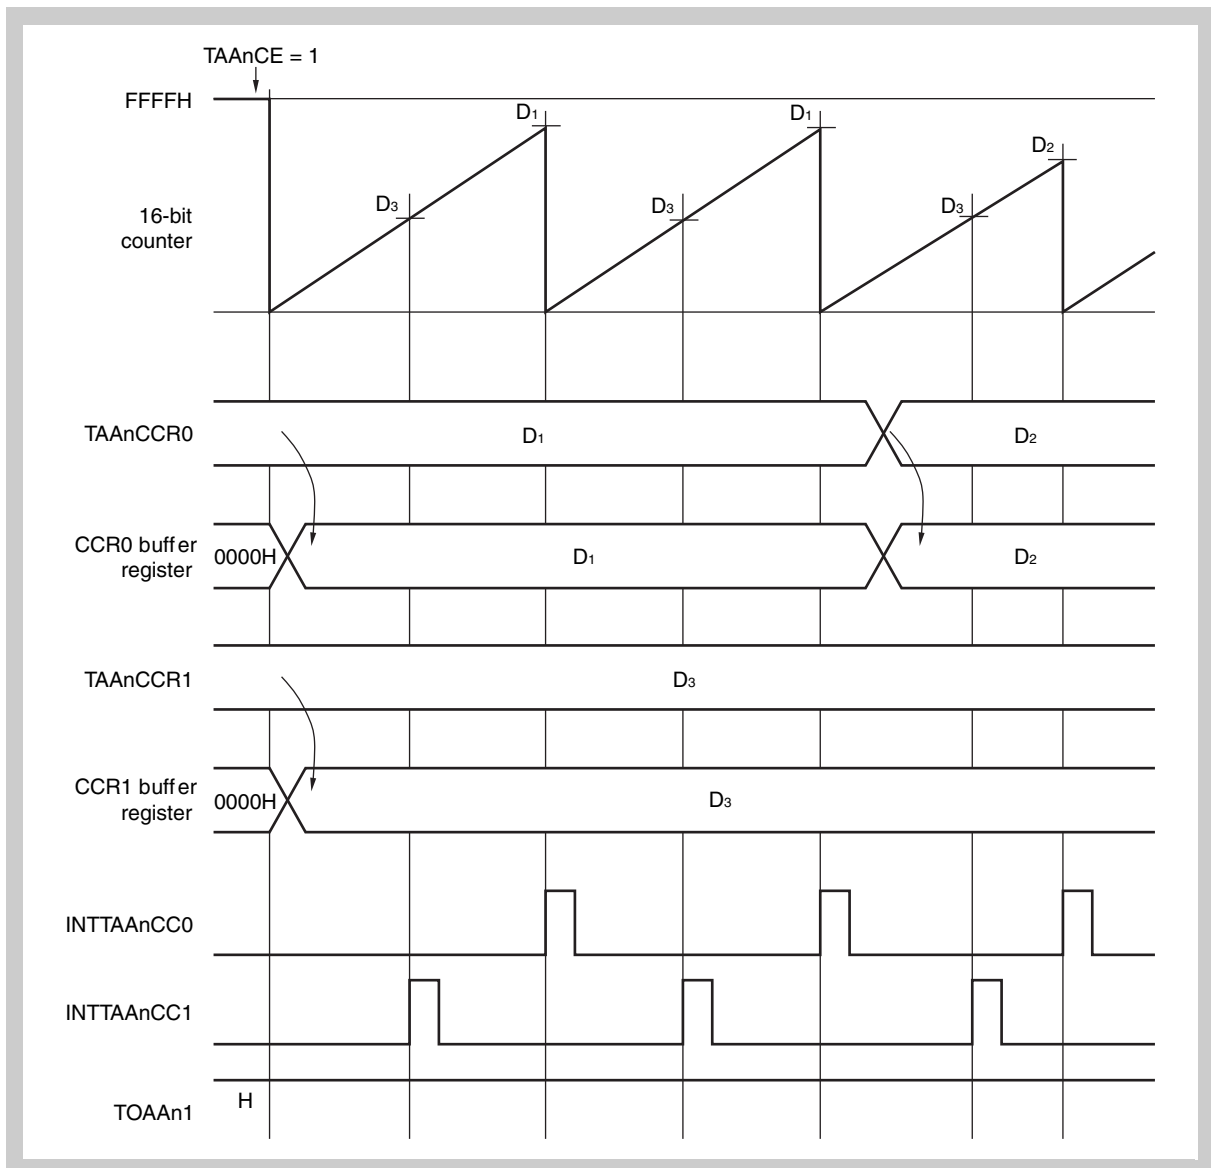 TAAnCE = 1
FFFFH
D1
D1
D2
D3
D3
D3
16-bit
counter
TAAnCCR0
D1
D2
CCR0 buffer
register
0000H
D1
D2
TAAnCCR1
D3
CCR1 buffer
register
0000H
D3
INTTAAnCC0
INTTAAnCC1
H
TOAAn1